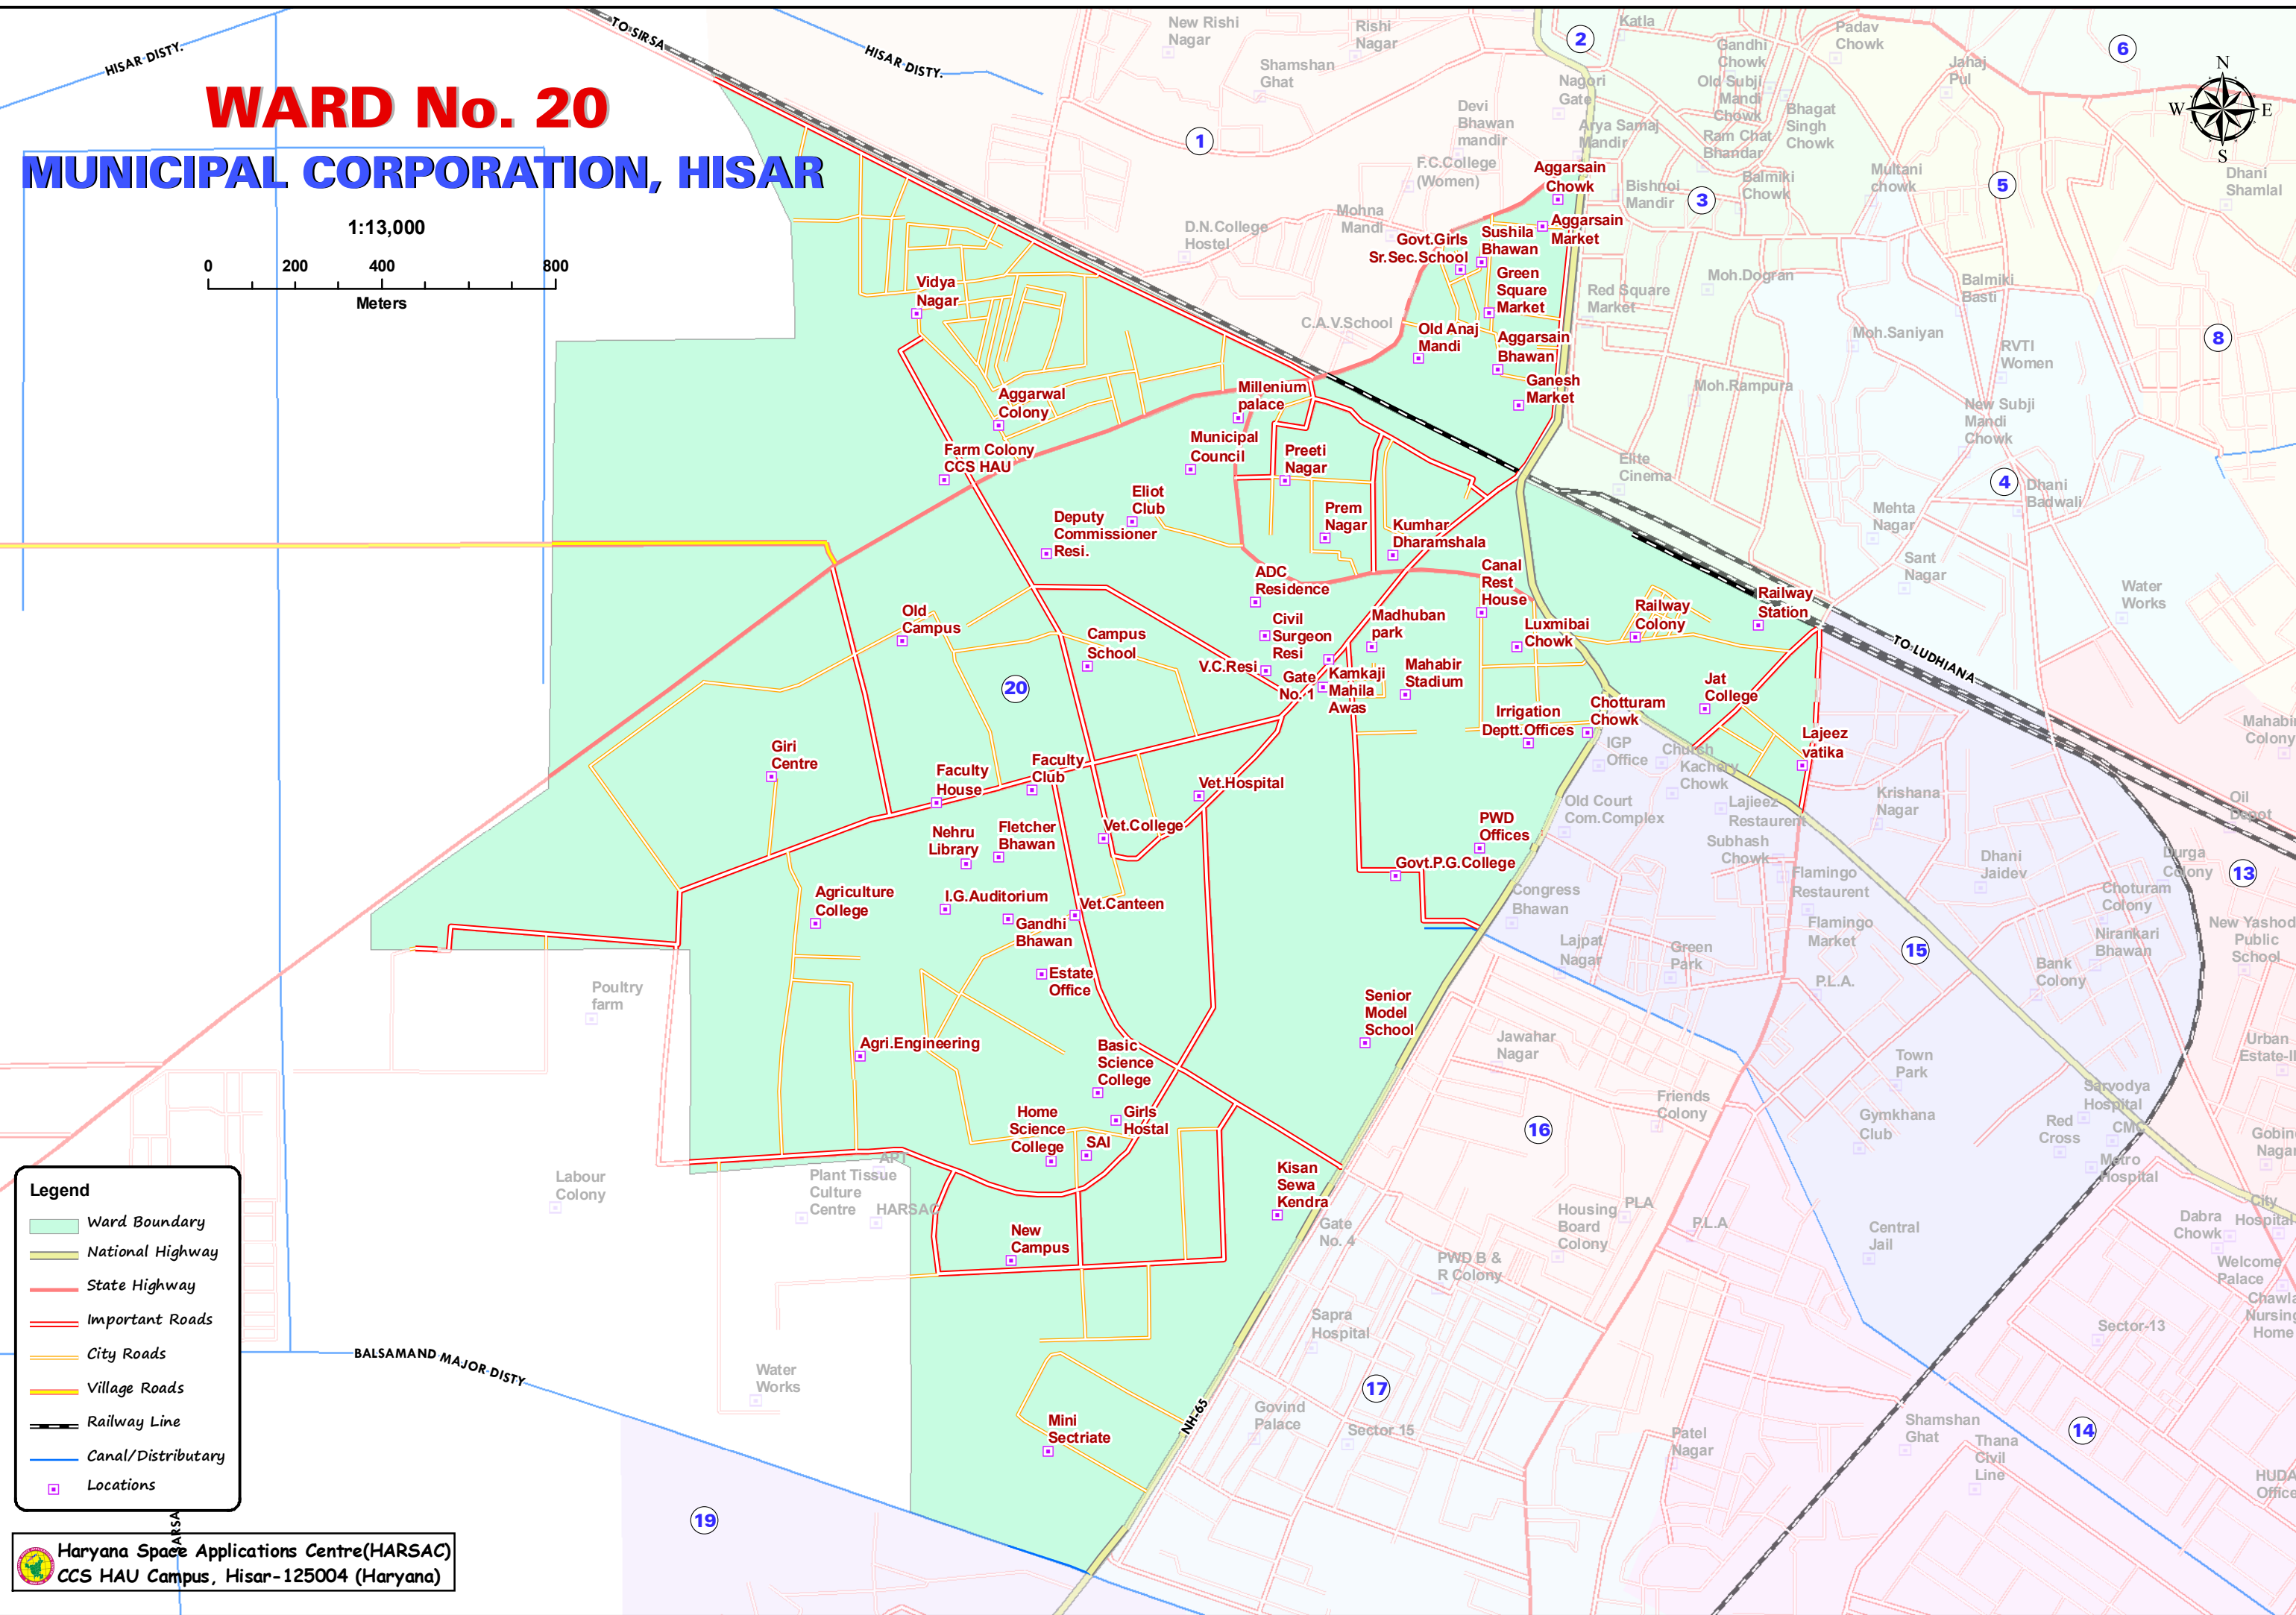 WARD No. 20
MUNICIPAL CORPORATION, HISAR
1:13,000
0 200 400 800
Meters
HISAR DISTY.
TO SIRSA
HISAR DISTY.
New Rishi
Nagar
Rishi
Nagar
Shamshan
Ghat
Katla
2
Gandhi
Chowk
Padav
Chowk
6
N
W E
S
Nagori
Gate
Old Subji
Mandi
Chowk
Jahaj
Pul
Devi
Bhawan
mandir
Bhagat
Singh
Chowk
1
Arya Samaj
Mandir
Ram Chat
Bhandar
F.C.College
(Women)
Aggarsain
Chowk
Bishnoi
Mandir
3
Balmiki
Chowk
Multani
chowk
5
Dhani
Shamlal
D.N.College
Hostel
Mohna
Mandi
Govt.Girls
Sr.Sec.School
Sushila
Bhawan
Aggarsain
Market
Green
Square
Market
Red Square
Market
Moh.Dogran
Balmiki
Basti
Vidya
Nagar
C.A.V.School
Old Anaj
Mandi
Aggarsain
Bhawan
Moh.Saniyan
RVTI
Women
8
Ganesh
Market
Moh.Rampura
New Subji
Mandi
Chowk
Aggarwal
Colony
Millenium
palace
Municipal
Council
Farm Colony
CCS HAU
Preeti
Nagar
Elite
Cinema
4
Dhani
Badwali
Eliot
Club
Deputy
Commissioner
Resi.
Prem
Nagar
Kumhar
Dharamshala
Mehta
Nagar
Sant
Nagar
ADC
Residence
Canal
Rest
House
Water
Works
Railway
Station
Railway
Colony
Old
Campus
Campus
School
Civil
Surgeon
Resi
Madhuban
park
Luxmibai
Chowk
TO LUDHIANA
V.C.Resi
Gate
No. 1
Kamkaji
Mahila
Awas
Mahabir
Stadium
20
Jat
College
Irrigation
Deptt.Offices
Chotturam
Chowk
Lajeez
vatika
Mahabir
Colony
IGP
Office
Church
Kachery
Chowk
Giri
Centre
Faculty
House
Faculty
Club
Vet.Hospital
Old Court
Com.Complex
Lajieez
Restaurent
Krishana
Nagar
Oil
Depot
Nehru
Library
Fletcher
Bhawan
Vet.College
PWD
Offices
Govt.P.G.College
Subhash
Chowk
Flamingo
Restaurent
Dhani
Jaidev
Durga
Colony
13
Agriculture
College
I.G.Auditorium
Vet.Canteen
Gandhi
Bhawan
Congress
Bhawan
Choturam
Colony
Flamingo
Market
Nirankari
Bhawan
New Yashod
Public
School
Lajpat
Nagar
Green
Park
15
Bank
Colony
P.L.A.
Poultry
farm
Estate
Office
Senior
Model
School
Agri.Engineering
Basic
Science
College
Jawahar
Nagar
Town
Park
Urban
Estate-II
Friends
Colony
Sarvodya
Hospital
Home
Science
College
Girls
Hostal
SAI
16
Gymkhana
Club
Red
Cross
CMC
Metro
Hospital
Gobin
Nagar
Labour
Colony
APT
Plant Tissue
Culture
Centre
HARSAC
Kisan
Sewa
Kendra
Gate
No. 4
Housing
Board
Colony
PLA
P.L.A
Central
Jail
Dabra
Chowk
City
Hospital
New
Campus
PWD B &
R Colony
Welcome
Palace
Chawla
Nursing
Home
Sapra
Hospital
Sector-13
Water
Works
17
Govind
Palace
Sector.15
NH-65
Mini
Sectriate
Patel
Nagar
Shamshan
Ghat
Thana
Civil
Line
14
HUDA
Office
19
BALSAMAND MAJOR DISTY
Legend
Ward Boundary
National Highway
State Highway
Important Roads
City Roads
Village Roads
Railway Line
Canal/Distributary
Locations
Haryana Space Applications Centre(HARSAC)
CCS HAU Campus, Hisar-125004 (Haryana)